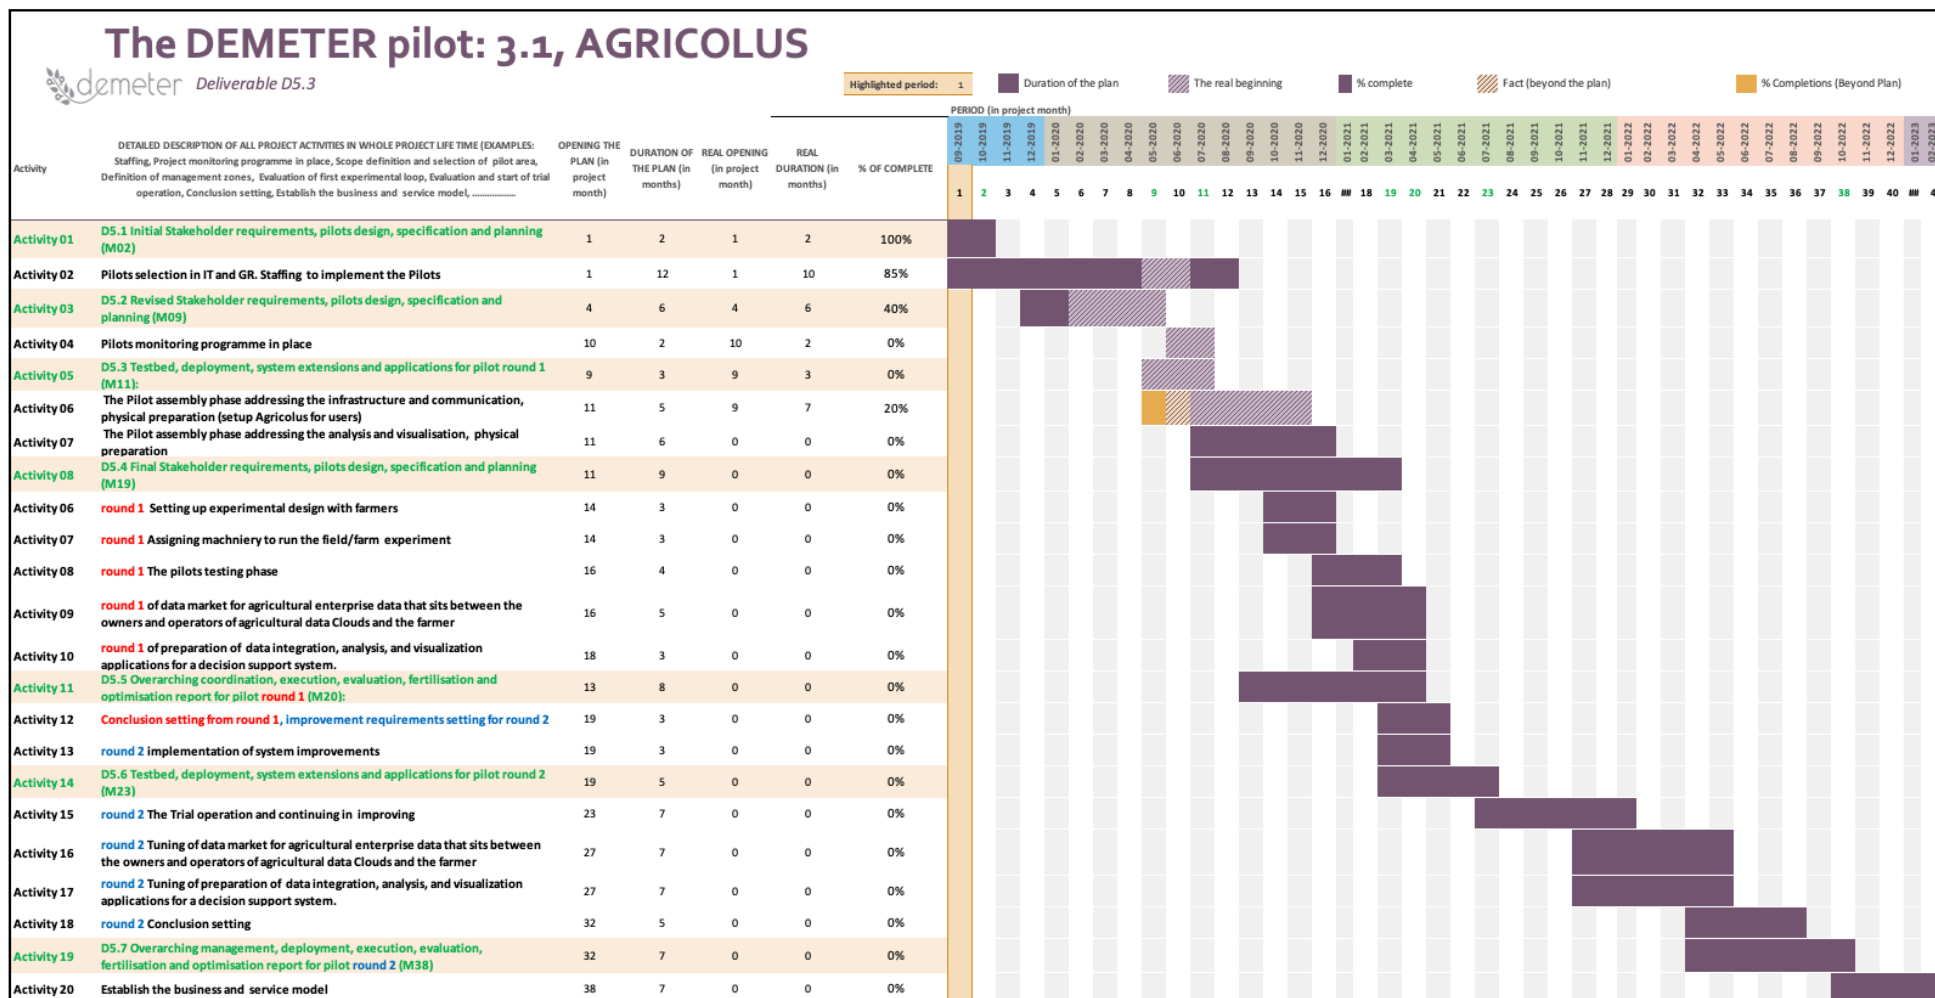 The DEMETER pilot: 3.1, AGRICOLUS
demeter Deliverable D5.3
Highlighted period: 1 Duration of the plan The real beginning % complete Fact (beyond the plan) % Completions (Beyond Plan)
PERIOD (in project month)
Activity
DETAILED DESCRIPTION OF ALL PROJECT ACTIVITIES IN WHOLE PROJECT LIFE TIME (EXAMPLES:
Staffing, Project monitoring programme in place, Scope definition and selection of pilot area,
Definition of management zones, Evaluation of first experimental loop, Evaluation and start of trial
operation, Conclusion setting, Establish the business and service model, ..................
OPENING THE
PLAN (in
project
month)
DURATION OF
THE PLAN (in
months)
REAL OPENING
(in project
month)
REAL
DURATION (in
months)
% OF COMPLETE
09-2019 10-2019 11-2019 12-2019 01-2020 02-2020 03-2020 04-2020 05-2020 06-2020 07-2020 08-2020 09-2020 10-2020 11-2020 12-2020 01-2021 02-2021 03-2021 04-2021 05-2021 06-2021 07-2021 08-2021 09-2021 10-2021 11-2021 12-2021 01-2022 02-2022 03-2022 04-2022 05-2022 06-2022 07-2022 08-2022 09-2022 10-2022 11-2022 12-2022 01-2023
1 2 3 4 5 6 7 8 9 10 11 12 13 14 15 16 ## 18 19 20 21 22 23 24 25 26 27 28 29 30 31 32 33 34 35 36 37 38 39 40 ## 4
Activity 01 D5.1 Initial Stakeholder requirements, pilots design, specification and planning
(M02) 1 2 1 2 100%
Activity 02 Pilots selection in IT and GR. Staffing to implement the Pilots 1 12 1 10 85%
Activity 03 D5.2 Revised Stakeholder requirements, pilots design, specification and
planning (M09) 4 6 4 6 40%
Activity 04 Pilots monitoring programme in place 10 2 10 2 0%
Activity 05 D5.3 Testbed, deployment, system extensions and applications for pilot round 1
(M11): 9 3 9 3 0%
Activity 06 The Pilot assembly phase addressing the infrastructure and communication,
physical preparation (setup Agricolus for users) 11 5 9 7 20%
Activity 07 The Pilot assembly phase addressing the analysis and visualisation, physical
preparation 11 6 0 0 0%
Activity 08 D5.4 Final Stakeholder requirements, pilots design, specification and planning
(M19) 11 9 0 0 0%
Activity 06 round 1 Setting up experimental design with farmers 14 3 0 0 0%
Activity 07 round 1 Assigning machniery to run the field/farm experiment 14 3 0 0 0%
Activity 08 round 1 The pilots testing phase 16 4 0 0 0%
Activity 09 round 1 of data market for agricultural enterprise data that sits between the
owners and operators of agricultural data Clouds and the farmer 16 5 0 0 0%
Activity 10 round 1 of preparation of data integration, analysis, and visualization
applications for a decision support system. 18 3 0 0 0%
Activity 11 D5.5 Overarching coordination, execution, evaluation, fertilisation and
optimisation report for pilot round 1 (M20): 13 8 0 0 0%
Activity 12 Conclusion setting from round 1, improvement requirements setting for round 2 19 3 0 0 0%
Activity 13 round 2 implementation of system improvements 19 3 0 0 0%
Activity 14 D5.6 Testbed, deployment, system extensions and applications for pilot round 2
(M23) 19 5 0 0 0%
Activity 15 round 2 The Trial operation and continuing in improving 23 7 0 0 0%
Activity 16 round 2 Tuning of data market for agricultural enterprise data that sits between
the owners and operators of agricultural data Clouds and the farmer 27 7 0 0 0%
Activity 17 round 2 Tuning of preparation of data integration, analysis, and visualization
applications for a decision support system. 27 7 0 0 0%
Activity 18 round 2 Conclusion setting 32 5 0 0 0%
Activity 19 D5.7 Overarching management, deployment, execution, evaluation,
fertilisation and optimisation report for pilot round 2 (M38) 32 7 0 0 0%
Activity 20 Establish the business and service model 38 7 0 0 0%